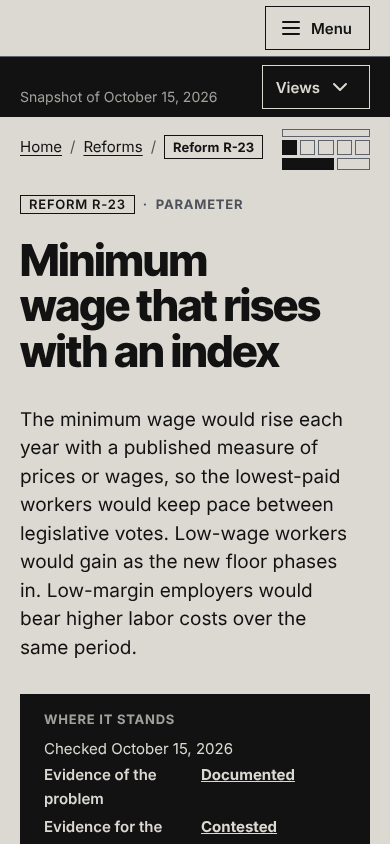 Menu
Snapshot of October 15, 2026
Views
Home / Reforms / Reform R-23
REFORM R-23 · PARAMETER
Minimum
wage that rises
with an index
The minimum wage would rise each
year with a published measure of
prices or wages, so the lowest-paid
workers would keep pace between
legislative votes. Low-wage workers
would gain as the new floor phases
in. Low-margin employers would
bear higher labor costs over the
same period.
WHERE IT STANDS
Checked October 15, 2026
Evidence of the problem
Documented
Evidence for the
Contested